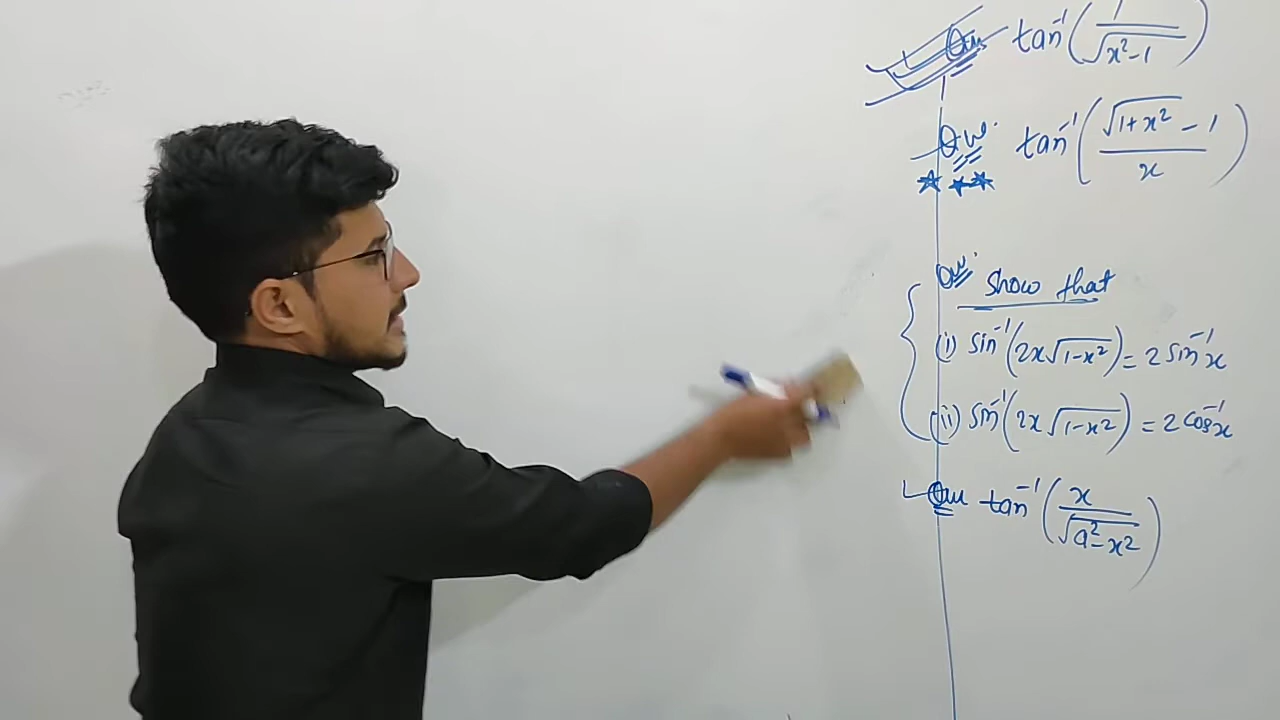 Qu tan⁻¹(1/√(x²-1))
Qu. tan⁻¹((√(1+x²) - 1)/x)
Qu. Show that
(i) sin⁻¹(2x√(1-x²)) = 2 sin⁻¹x
(ii) sin⁻¹(2x√(1-x²)) = 2 cos⁻¹x
Qu tan⁻¹(x/√(a²-x²))